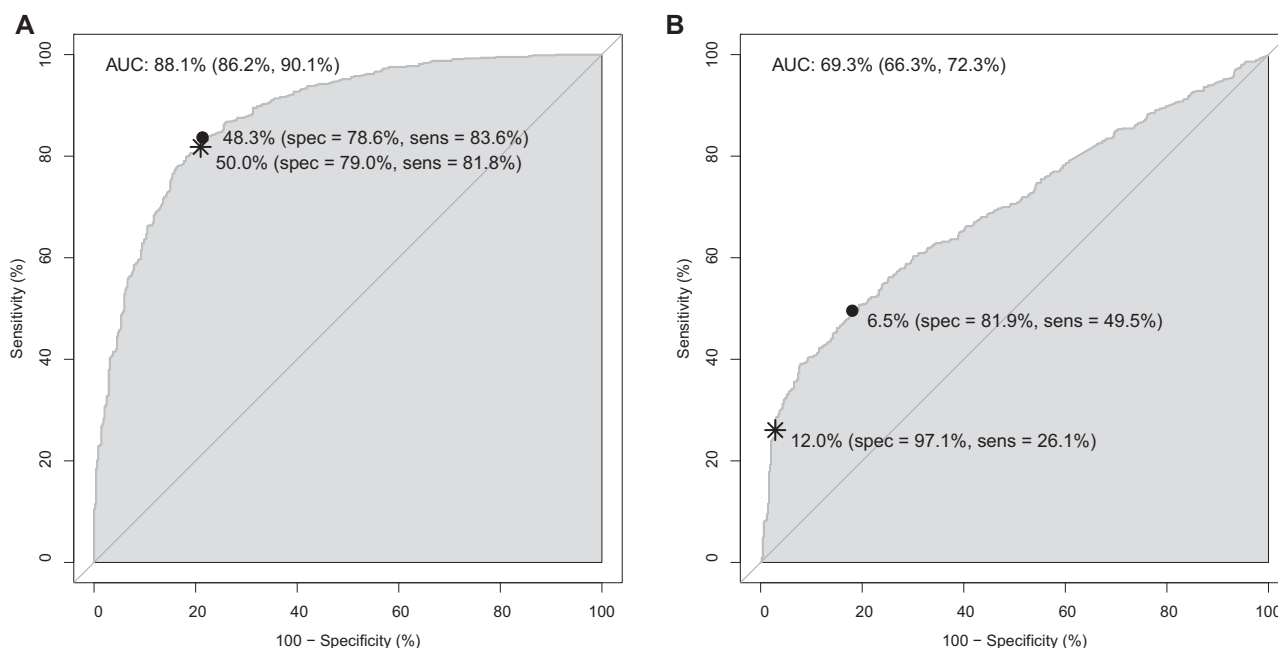 A
AUC: 88.1% (86.2%, 90.1%)
48.3% (spec = 78.6%, sens = 83.6%)
50.0% (spec = 79.0%, sens = 81.8%)
Sensitivity (%)
100
80
60
40
20
0
0 20 40 60 80 100
100 − Specificity (%)
B
AUC: 69.3% (66.3%, 72.3%)
6.5% (spec = 81.9%, sens = 49.5%)
12.0% (spec = 97.1%, sens = 26.1%)
Sensitivity (%)
100
80
60
40
20
0
0 20 40 60 80 100
100 − Specificity (%)